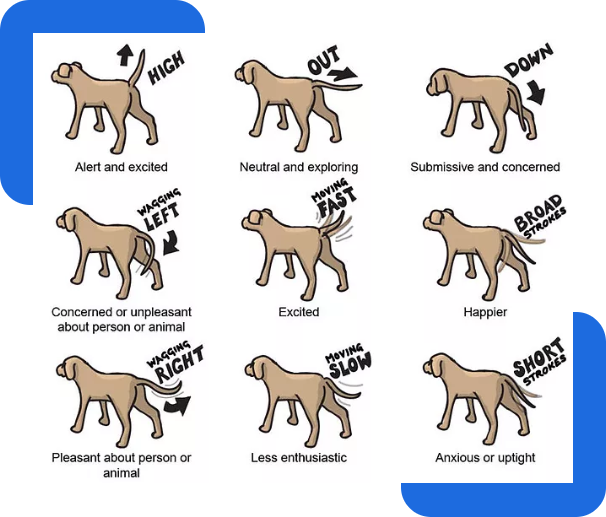 HIGH
Alert and excited
OUT
Neutral and exploring
DOWN
Submissive and concerned
WAGGING
LEFT
Concerned or unpleasant
about person or animal
MOVING
FAST
Excited
BROAD
STROKES
Happier
WAGGING
RIGHT
Pleasant about person or
animal
MOVING
SLOW
Less enthusiastic
SHORT
STROKES
Anxious or uptight